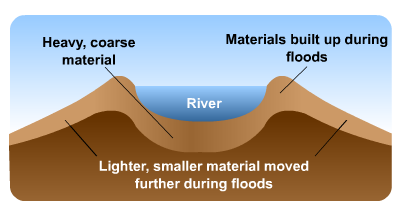 Heavy, coarse
material
Materials built up during
floods
River
Lighter, smaller material moved
further during floods